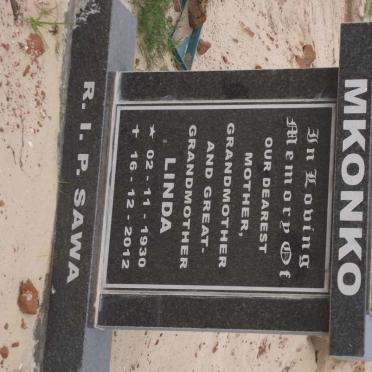 MKONKO
In Loving
Memory Of
OUR DEAREST
MOTHER,
GRANDMOTHER
AND GREAT-
GRANDMOTHER
LINDA
★ 02 - 11 - 1930
✝ 16 - 12 - 2012
R. I. P. SAWA